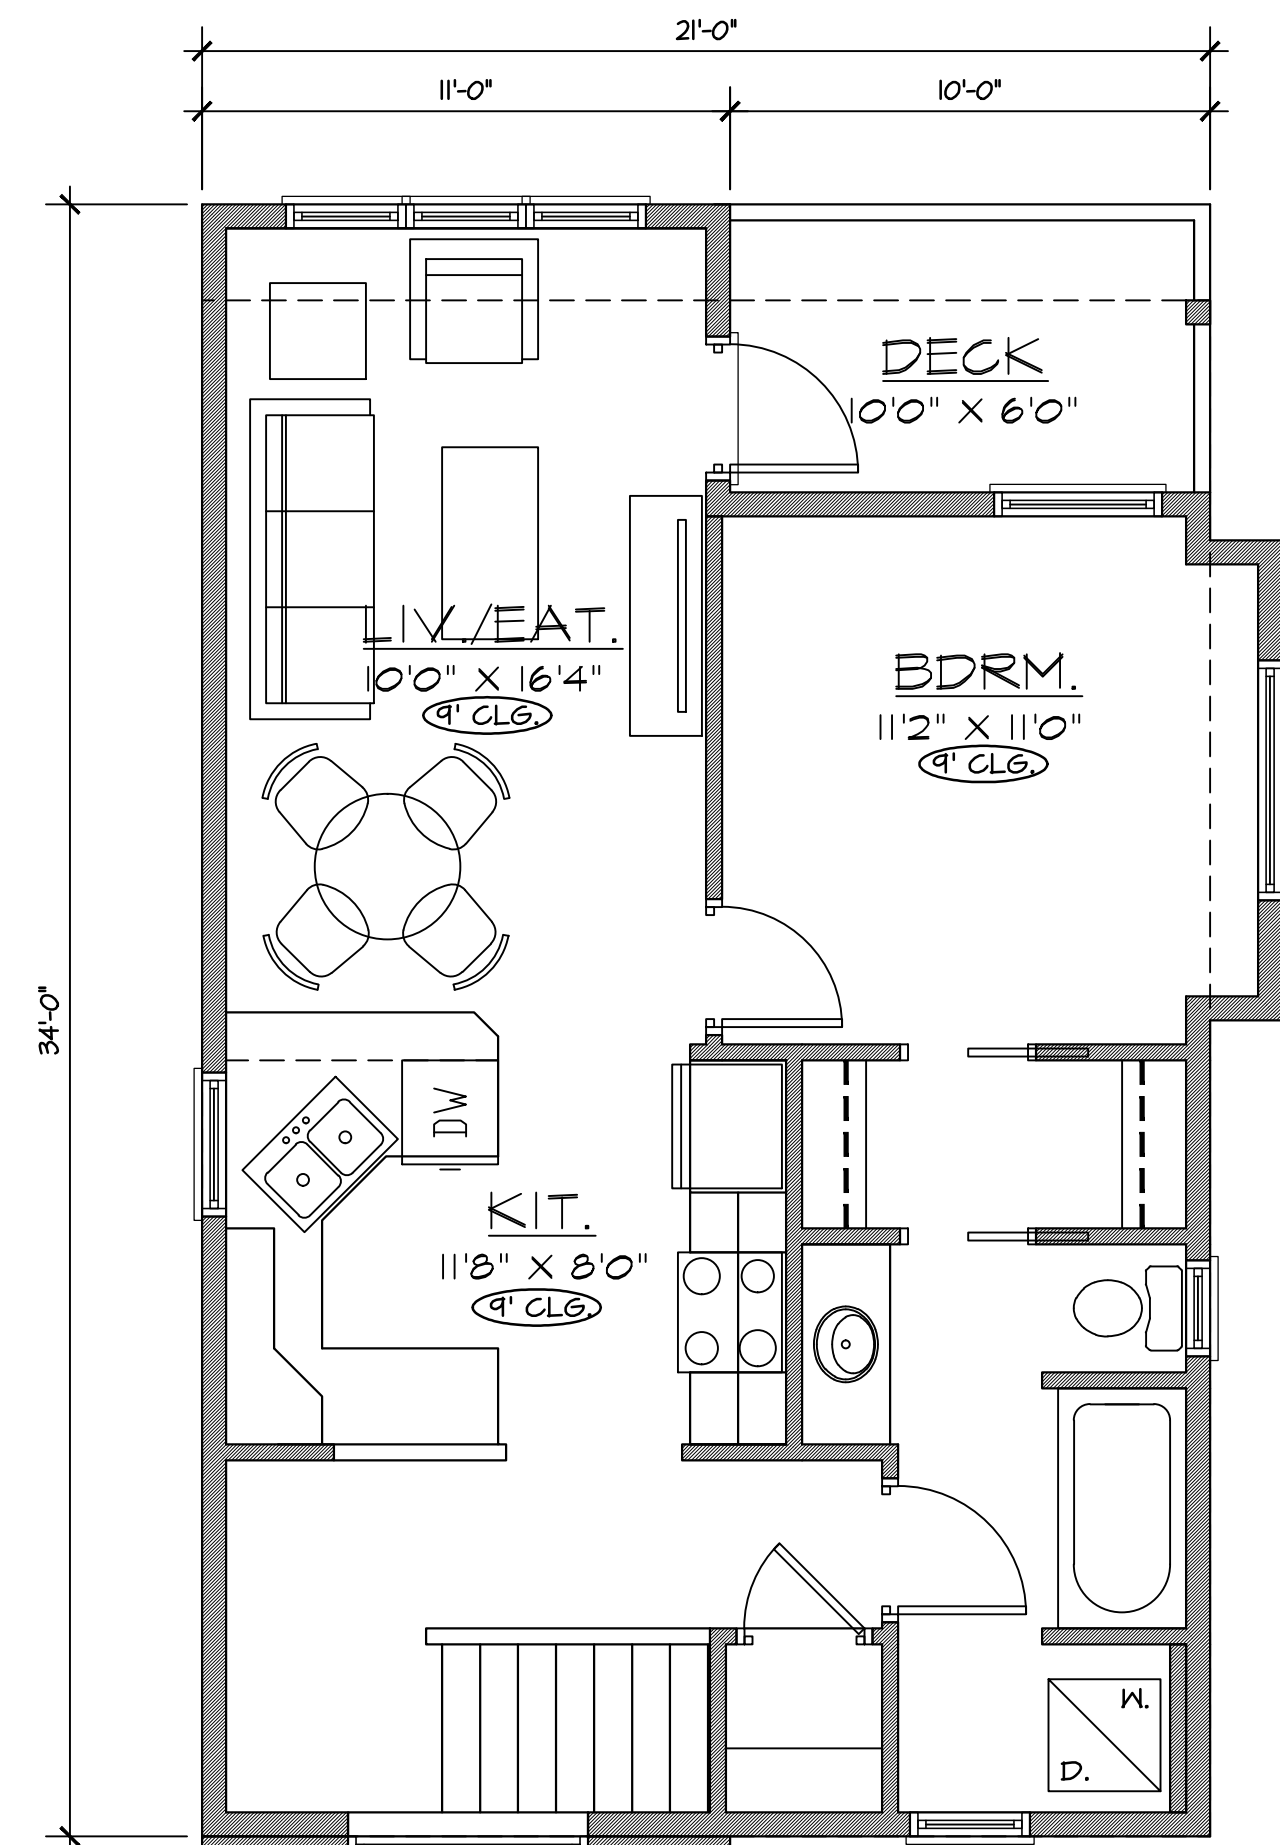 21'-0"
11'-0"
10'-0"
DECK
10'0" X 6'0"
LIV./EAT.
10'0" X 16'4"
9' CLG.
BDRM.
11'2" X 11'0"
9' CLG.
34'-0"
DW
KIT.
11'8" X 8'0"
9' CLG.
W.
D.